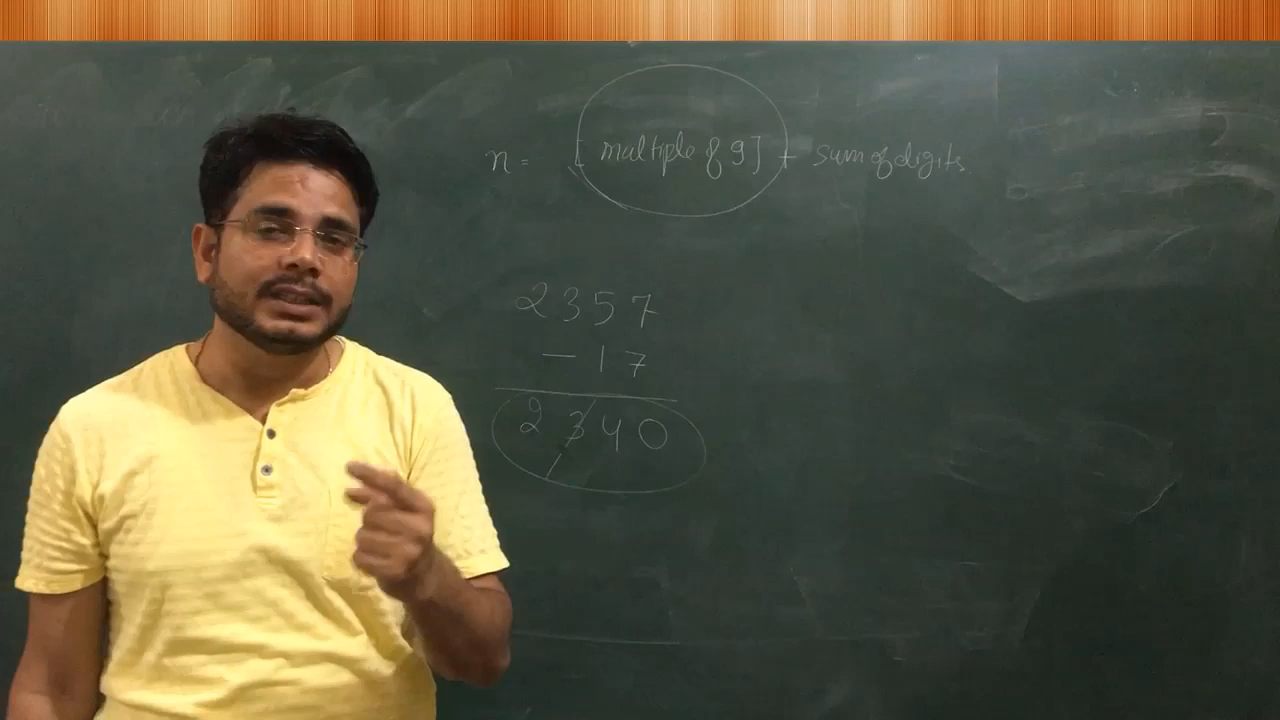 n = [multiple of 9] + sum of digits
2357
- 17
2340